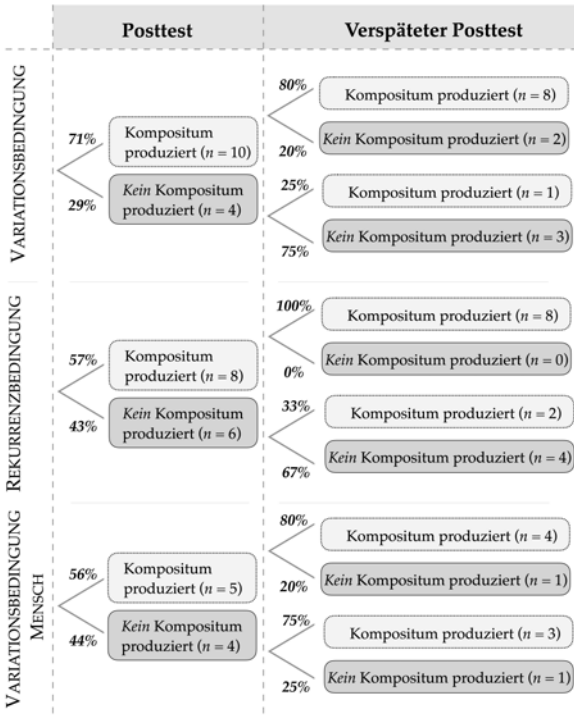 Posttest
Verspäteter Posttest
VARIATIONSBEDINGUNG
71%
Kompositum
produziert (n = 10)
29%
Kein Kompositum
produziert (n = 4)
80%
Kompositum produziert (n = 8)
Kein Kompositum produziert (n = 2)
20%
25%
Kompositum produziert (n = 1)
Kein Kompositum produziert (n = 3)
75%
REKURRENZBEDINGUNG
57%
Kompositum
produziert (n = 8)
43%
Kein Kompositum
produziert (n = 6)
100%
Kompositum produziert (n = 8)
Kein Kompositum produziert (n = 0)
0%
33%
Kompositum produziert (n = 2)
Kein Kompositum produziert (n = 4)
67%
VARIATIONSBEDINGUNG
MENSCH
56%
Kompositum
produziert (n = 5)
44%
Kein Kompositum
produziert (n = 4)
80%
Kompositum produziert (n = 4)
Kein Kompositum produziert (n = 1)
20%
75%
Kompositum produziert (n = 3)
Kein Kompositum produziert (n = 1)
25%